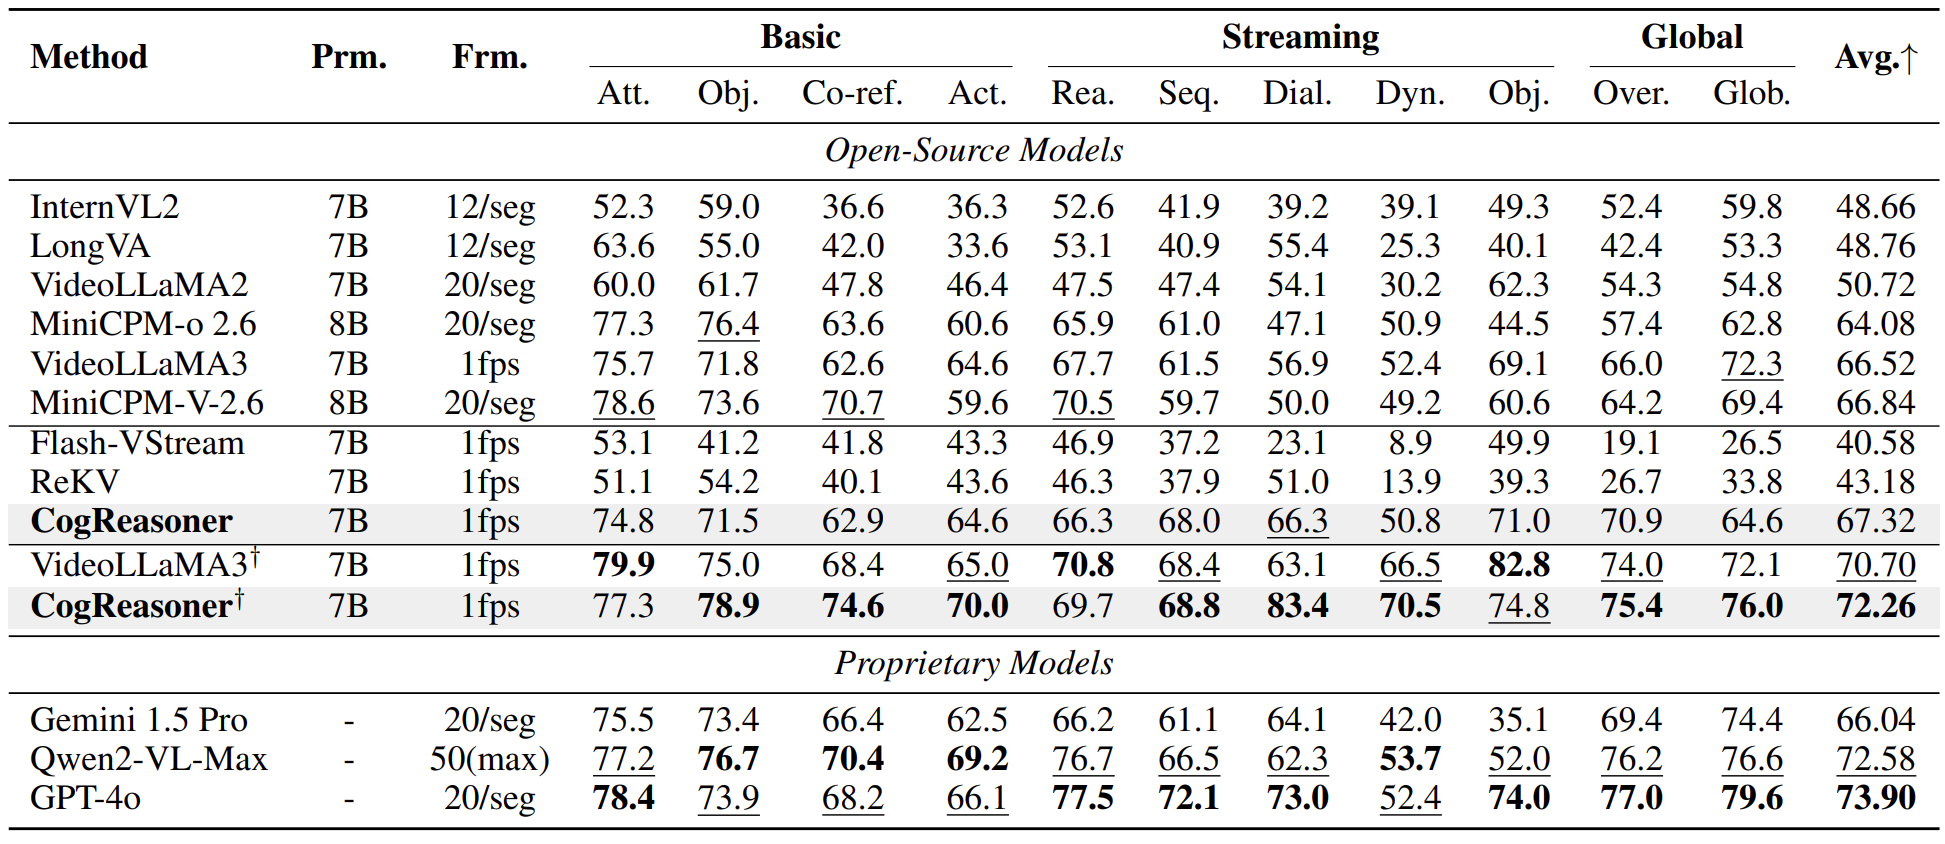 Method Prm. Frm. Basic Streaming Global Avg.↑
Att. Obj. Co-ref. Act. Rea. Seq. Dial. Dyn. Obj. Over. Glob.
Open-Source Models
InternVL2 7B 12/seg 52.3 59.0 36.6 36.3 52.6 41.9 39.2 39.1 49.3 52.4 59.8 48.66
LongVA 7B 12/seg 63.6 55.0 42.0 33.6 53.1 40.9 55.4 25.3 40.1 42.4 53.3 48.76
VideoLLaMA2 7B 20/seg 60.0 61.7 47.8 46.4 47.5 47.4 54.1 30.2 62.3 54.3 54.8 50.72
MiniCPM-o 2.6 8B 20/seg 77.3 76.4 63.6 60.6 65.9 61.0 47.1 50.9 44.5 57.4 62.8 64.08
VideoLLaMA3 7B 1fps 75.7 71.8 62.6 64.6 67.7 61.5 56.9 52.4 69.1 66.0 72.3 66.52
MiniCPM-V-2.6 8B 20/seg 78.6 73.6 70.7 59.6 70.5 59.7 50.0 49.2 60.6 64.2 69.4 66.84
Flash-VStream 7B 1fps 53.1 41.2 41.8 43.3 46.9 37.2 23.1 8.9 49.9 19.1 26.5 40.58
ReKV 7B 1fps 51.1 54.2 40.1 43.6 46.3 37.9 51.0 13.9 39.3 26.7 33.8 43.18
CogReasoner 7B 1fps 74.8 71.5 62.9 64.6 66.3 68.0 66.3 50.8 71.0 70.9 64.6 67.32
VideoLLaMA3† 7B 1fps 79.9 75.0 68.4 65.0 70.8 68.4 63.1 66.5 82.8 74.0 72.1 70.70
CogReasoner† 7B 1fps 77.3 78.9 74.6 70.0 69.7 68.8 83.4 70.5 74.8 75.4 76.0 72.26
Proprietary Models
Gemini 1.5 Pro - 20/seg 75.5 73.4 66.4 62.5 66.2 61.1 64.1 42.0 35.1 69.4 74.4 66.04
Qwen2-VL-Max - 50(max) 77.2 76.7 70.4 69.2 76.7 66.5 62.3 53.7 52.0 76.2 76.6 72.58
GPT-4o - 20/seg 78.4 73.9 68.2 66.1 77.5 72.1 73.0 52.4 74.0 77.0 79.6 73.90